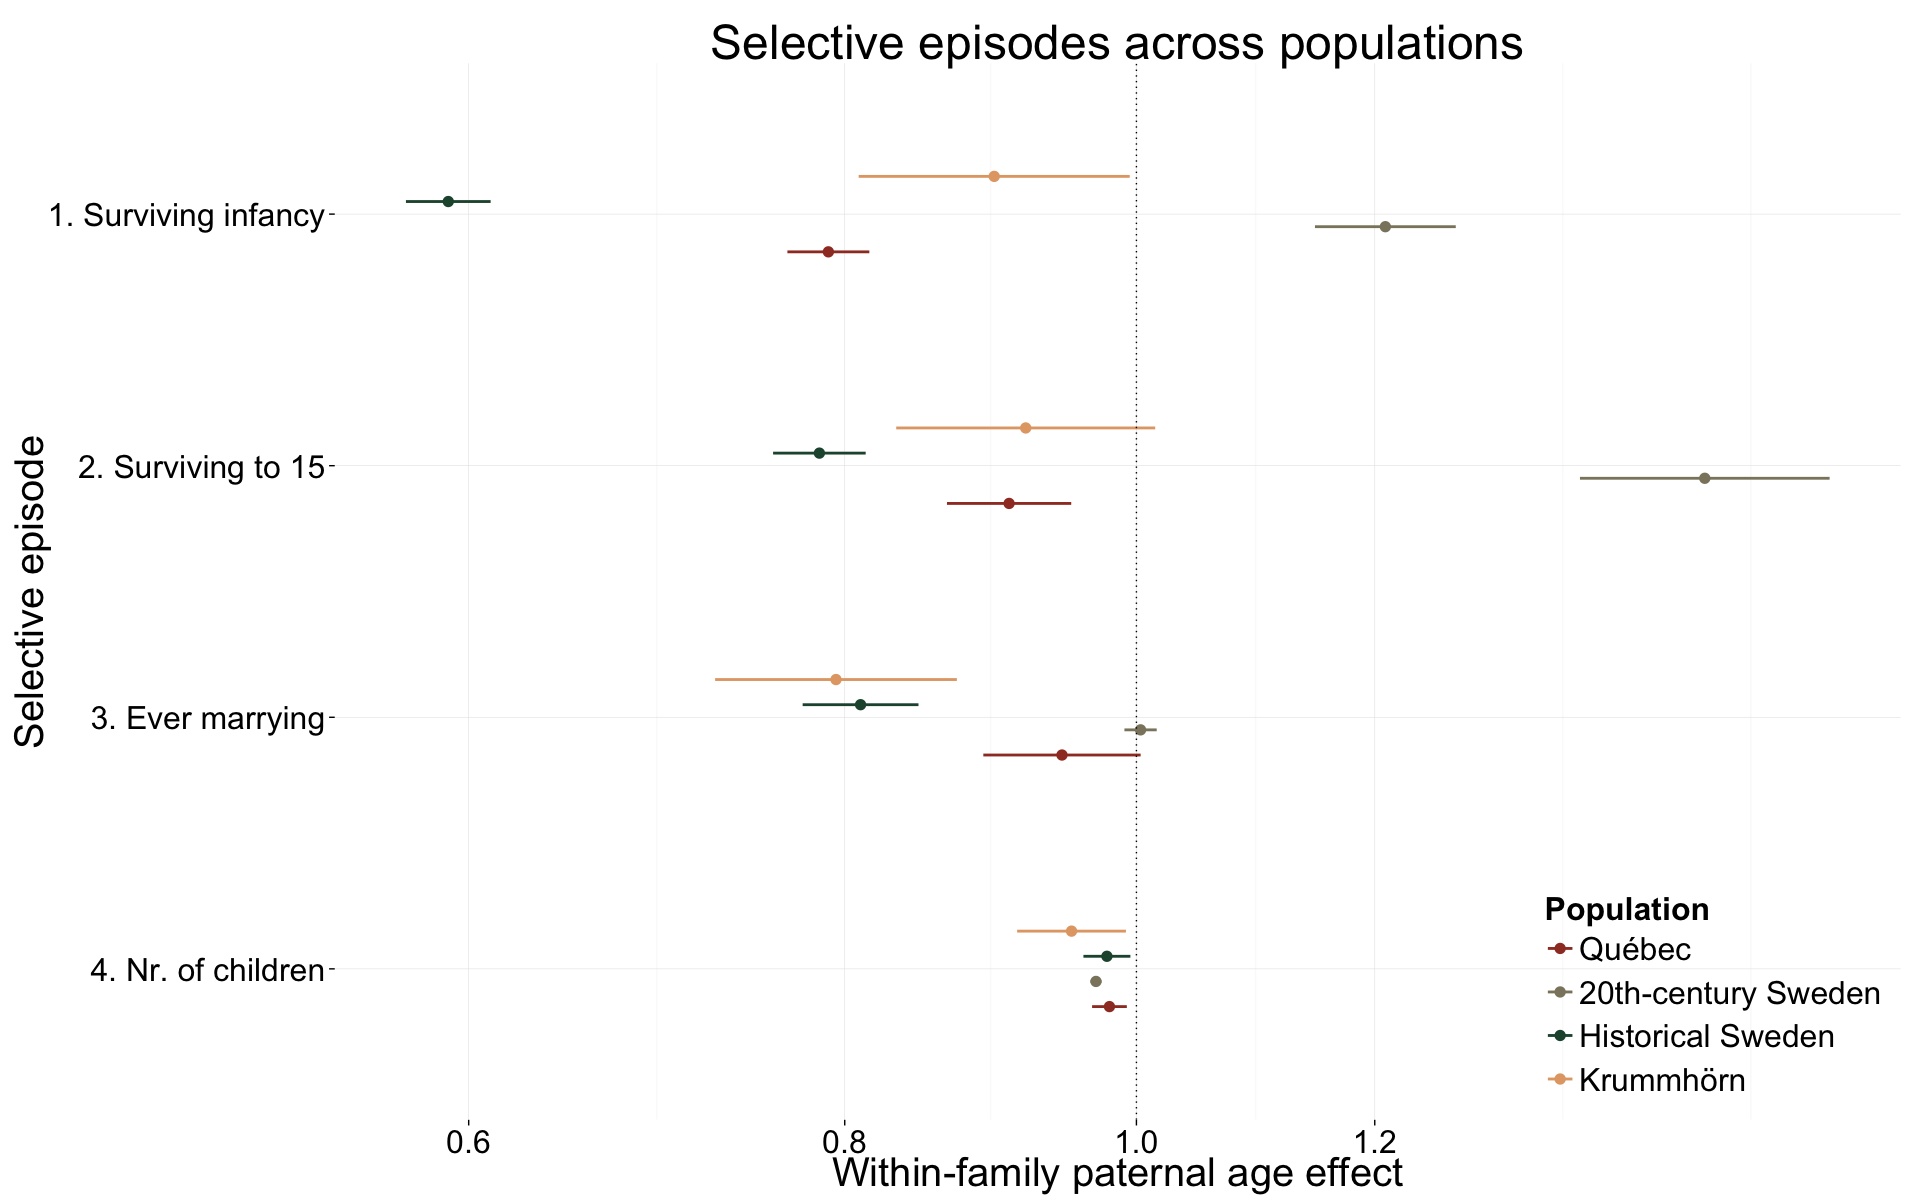 Selective episodes across populations
Selective episode
1. Surviving infancy
2. Surviving to 15
3. Ever marrying
4. Nr. of children
Population
Québec
20th-century Sweden
Historical Sweden
Krummhörn
0.6 0.8 1.0 1.2
Within-family paternal age effect